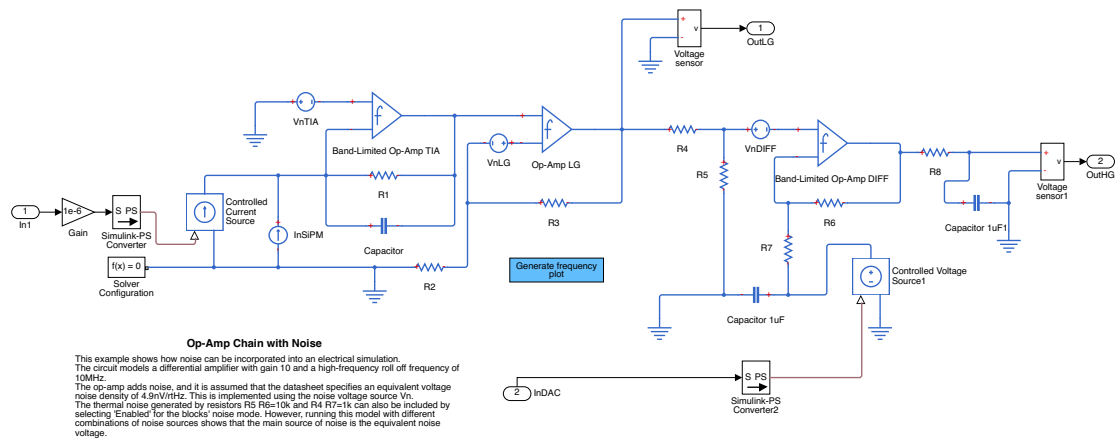 1
OutLG
Voltage
sensor
+
-
v
VnTIA
Band-Limited Op-Amp TIA
VnLG
Op-Amp LG
R4
VnDIFF
R5
Band-Limited Op-Amp DIFF
R8
+
-
v
2
OutHG
Voltage
sensor1
R1
R3
R6
R7
Capacitor 1uF1
1
In1
1e-6
Gain
S PS
Simulink-PS
Converter
Controlled
Current
Source
InSiPM
Capacitor
f(x) = 0
Solver
Configuration
R2
Generate frequency
plot
Controlled Voltage
Source1
Capacitor 1uF
2
InDAC
S PS
Simulink-PS
Converter2
Op-Amp Chain with Noise
This example shows how noise can be incorporated into an electrical simulation.
The circuit models a differential amplifier with gain 10 and a high-frequency roll off frequency of
10MHz.
The op-amp adds noise, and it is assumed that the datasheet specifies an equivalent voltage
noise density of 4.9nV/rtHz. This is implemented using the noise voltage source Vn.
The thermal noise generated by resistors R5 R6=10k and R4 R7=1k can also be included by
selecting 'Enabled' for the blocks' noise mode. However, running this model with different
combinations of noise sources shows that the main source of noise is the equivalent noise
voltage.